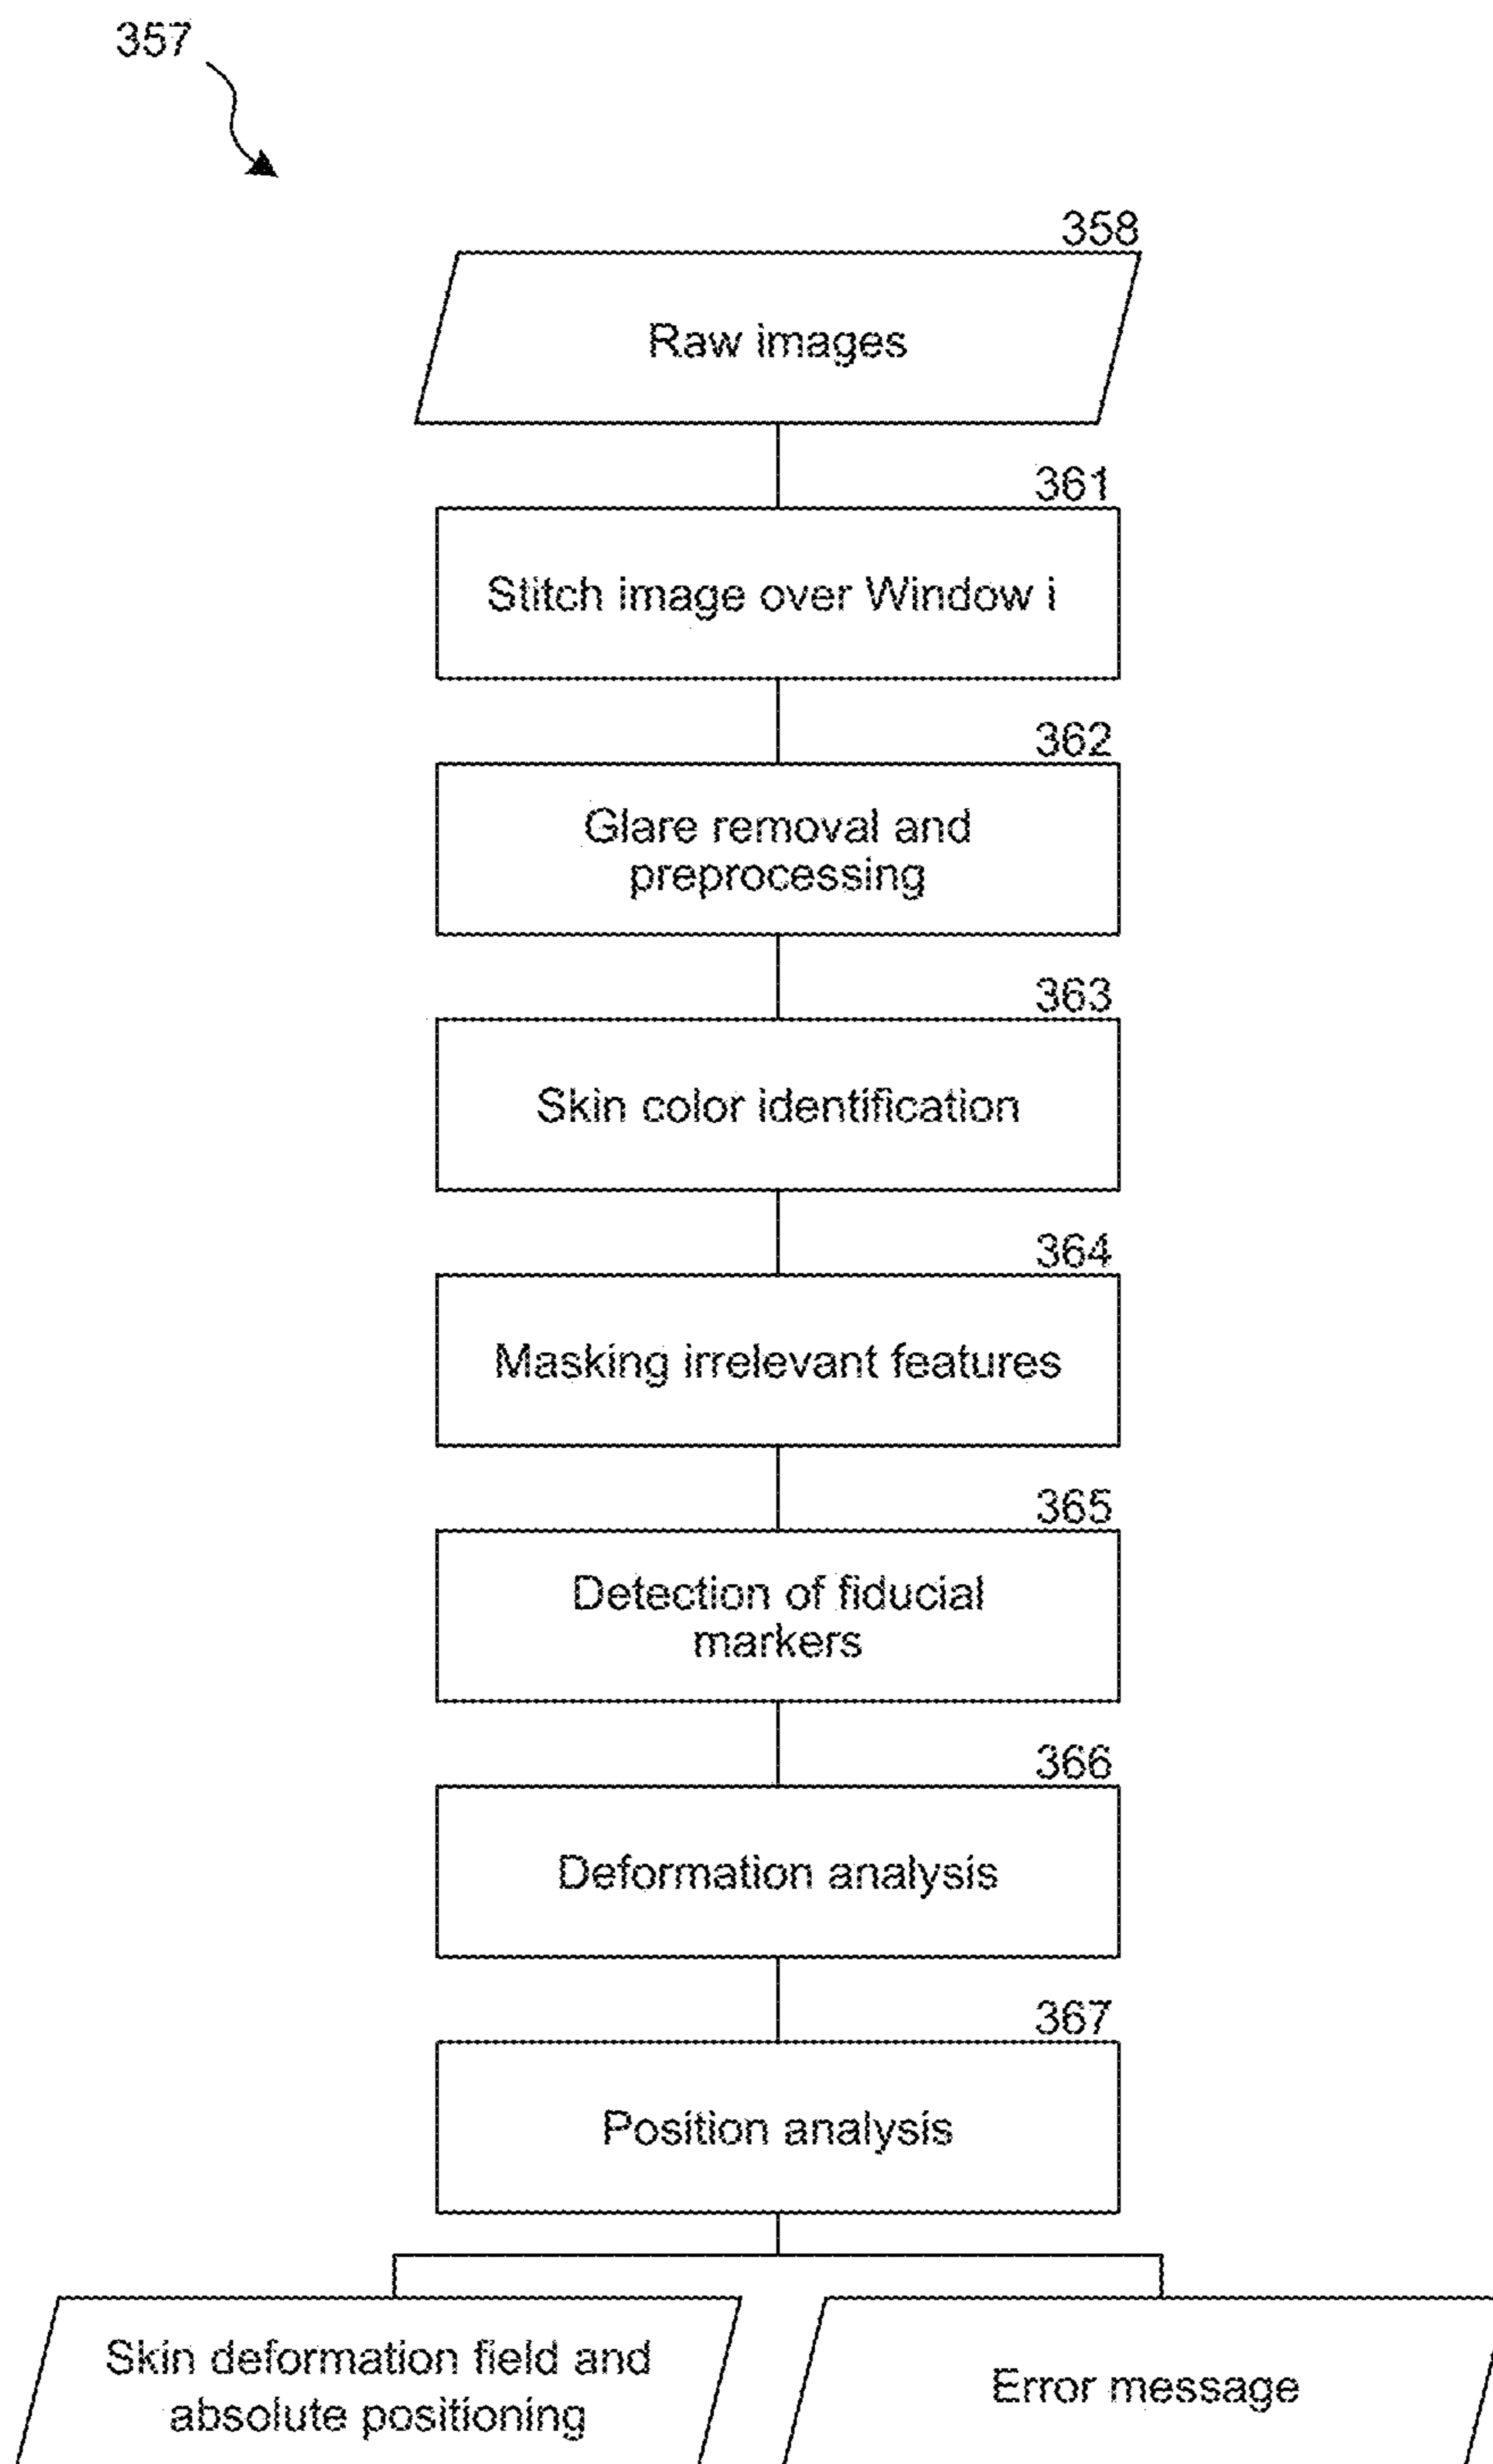 357
358
Raw images
361
Stitch image over Window i
362
Glare removal and
preprocessing
363
Skin color identification
364
Masking irrelevant features
365
Detection of fiducial
markers
366
Deformation analysis
367
Position analysis
Skin deformation field and
absolute positioning
Error message